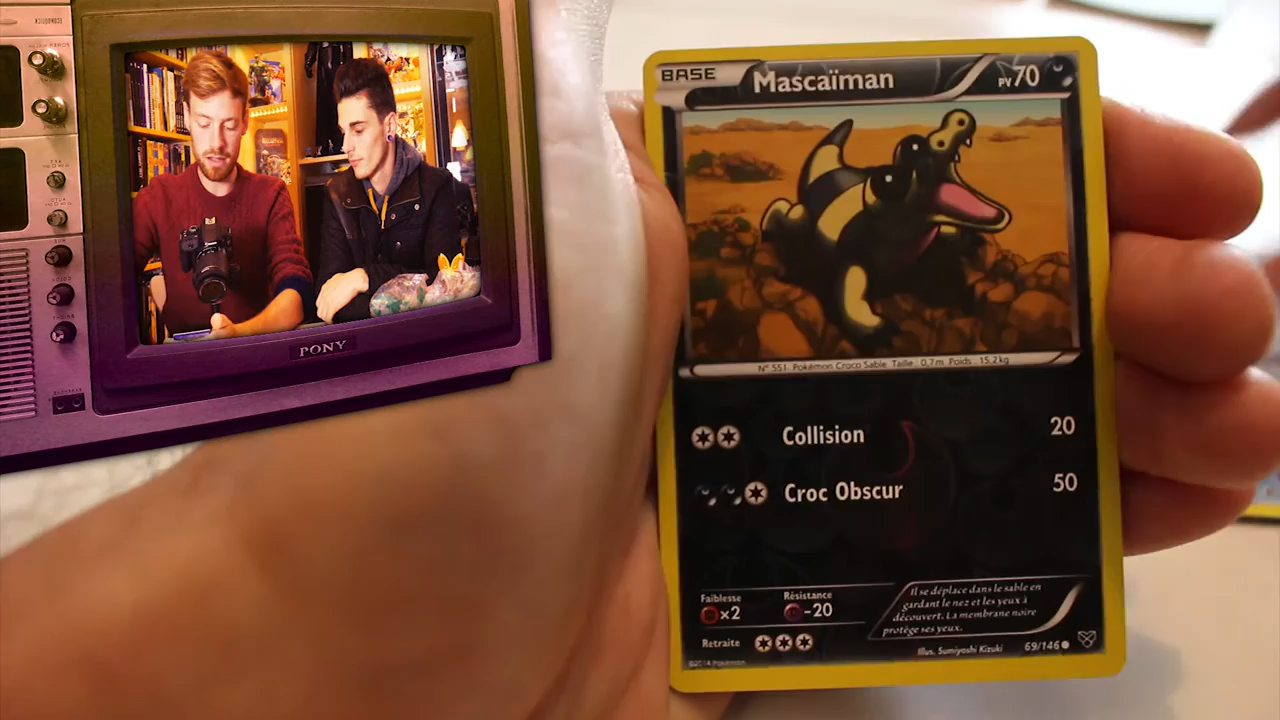 PONY
BASE
Mascaïman
PV70
N° 551 Pokémon Croco Sable Taille : 0,7m Poids : 15,2kg
Collision 20
Croc Obscur 50
Faiblesse
×2
Résistance
-20
Retraite
Il se déplace dans le sable en
gardant le nez et les yeux à
découvert. La membrane noire
protège ses yeux.
Illus. Sumiyoshi Kizuki
69/146
©2014 Pokémon